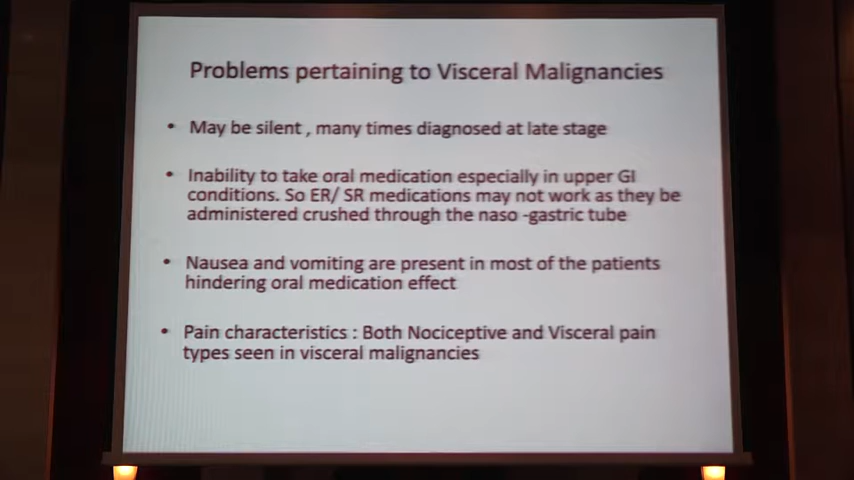 Problems pertaining to Visceral Malignancies
• May be silent , many times diagnosed at late stage
• Inability to take oral medication especially in upper GI
conditions. So ER/ SR medications may not work as they be
administered crushed through the naso -gastric tube
• Nausea and vomiting are present in most of the patients
hindering oral medication effect
• Pain characteristics : Both Nociceptive and Visceral pain
types seen in visceral malignancies